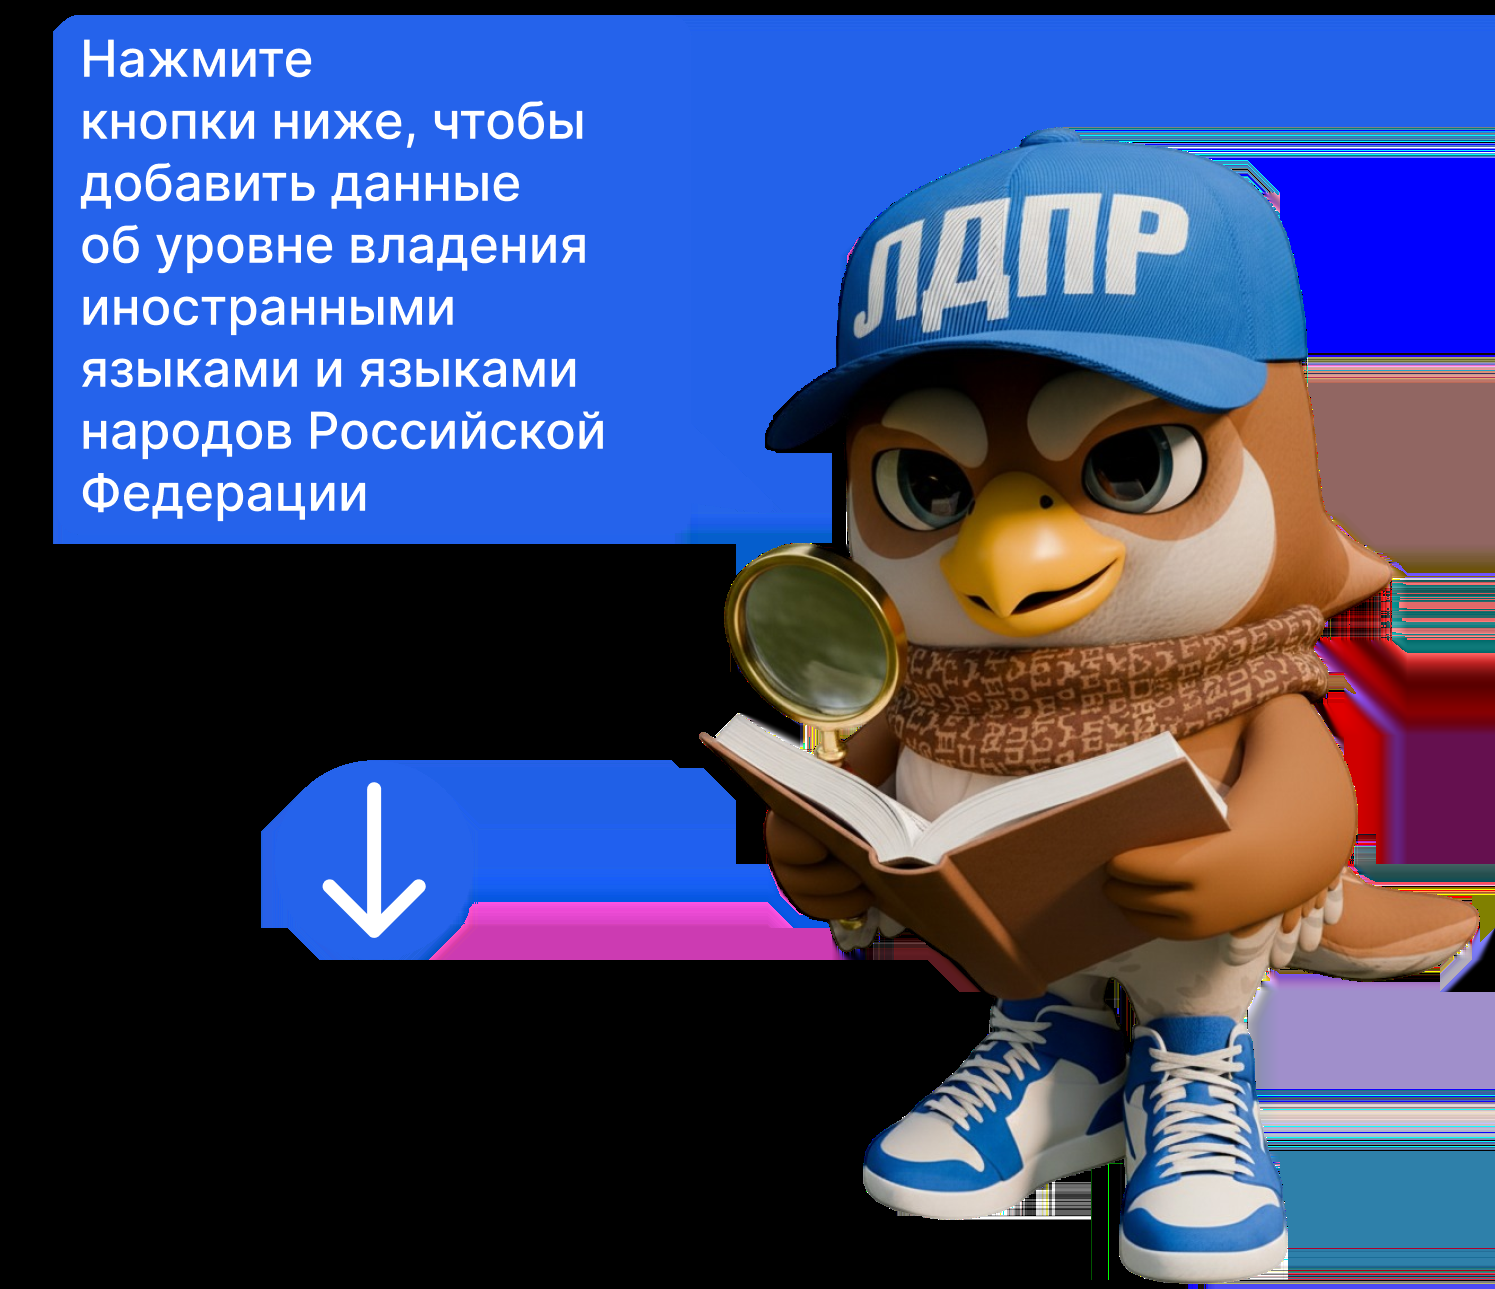 Нажмите
кнопки ниже, чтобы
добавить данные
об уровне владения
иностранными
языками и языками
народов Российской
Федерации
ЛДПР